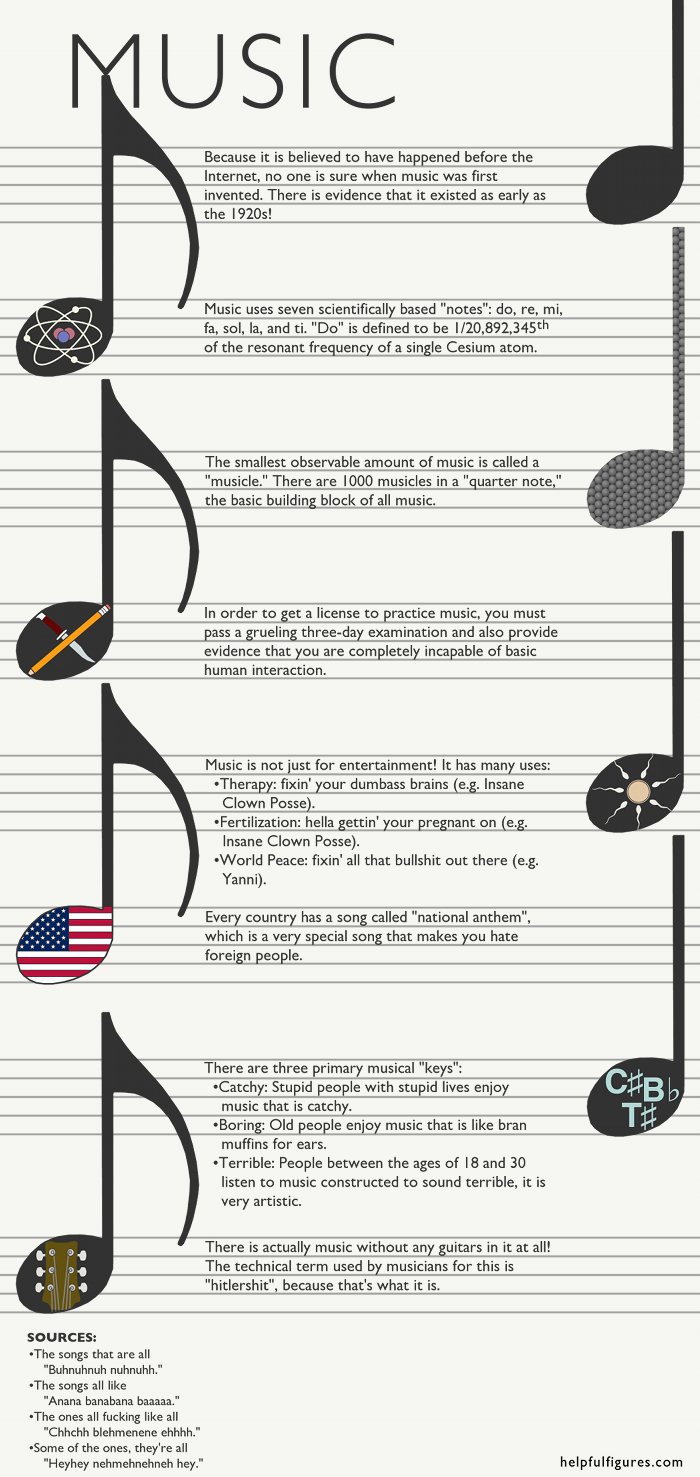 MUSIC
Because it is believed to have happened before the
Internet, no one is sure when music was first
invented. There is evidence that it existed as early as
the 1920s!
Music uses seven scientifically based "notes": do, re, mi,
fa, sol, la, and ti. "Do" is defined to be 1/20,892,345th
of the resonant frequency of a single Cesium atom.
The smallest observable amount of music is called a
"musicle." There are 1000 musicles in a "quarter note,"
the basic building block of all music.
In order to get a license to practice music, you must
pass a grueling three-day examination and also provide
evidence that you are completely incapable of basic
human interaction.
Music is not just for entertainment! It has many uses:
•Therapy: fixin' your dumbass brains (e.g. Insane
Clown Posse).
•Fertilization: hella gettin' your pregnant on (e.g.
Insane Clown Posse).
•World Peace: fixin' all that bullshit out there (e.g.
Yanni).
Every country has a song called "national anthem",
which is a very special song that makes you hate
foreign people.
There are three primary musical "keys":
•Catchy: Stupid people with stupid lives enjoy
music that is catchy.
•Boring: Old people enjoy music that is like bran
muffins for ears.
•Terrible: People between the ages of 18 and 30
listen to music constructed to sound terrible, it is
very artistic.
C♯B♭
T♯
There is actually music without any guitars in it at all!
The technical term used by musicians for this is
"hitlershit", because that's what it is.
SOURCES:
•The songs that are all
"Buhnuhnuh nuhnuhh."
•The songs all like
"Anana banabana baaaaa."
•The ones all fucking like all
"Chhchh blehmenene ehhhh."
•Some of the ones, they're all
"Heyhey nehmehnehneh hey."
helpfulfigures.com